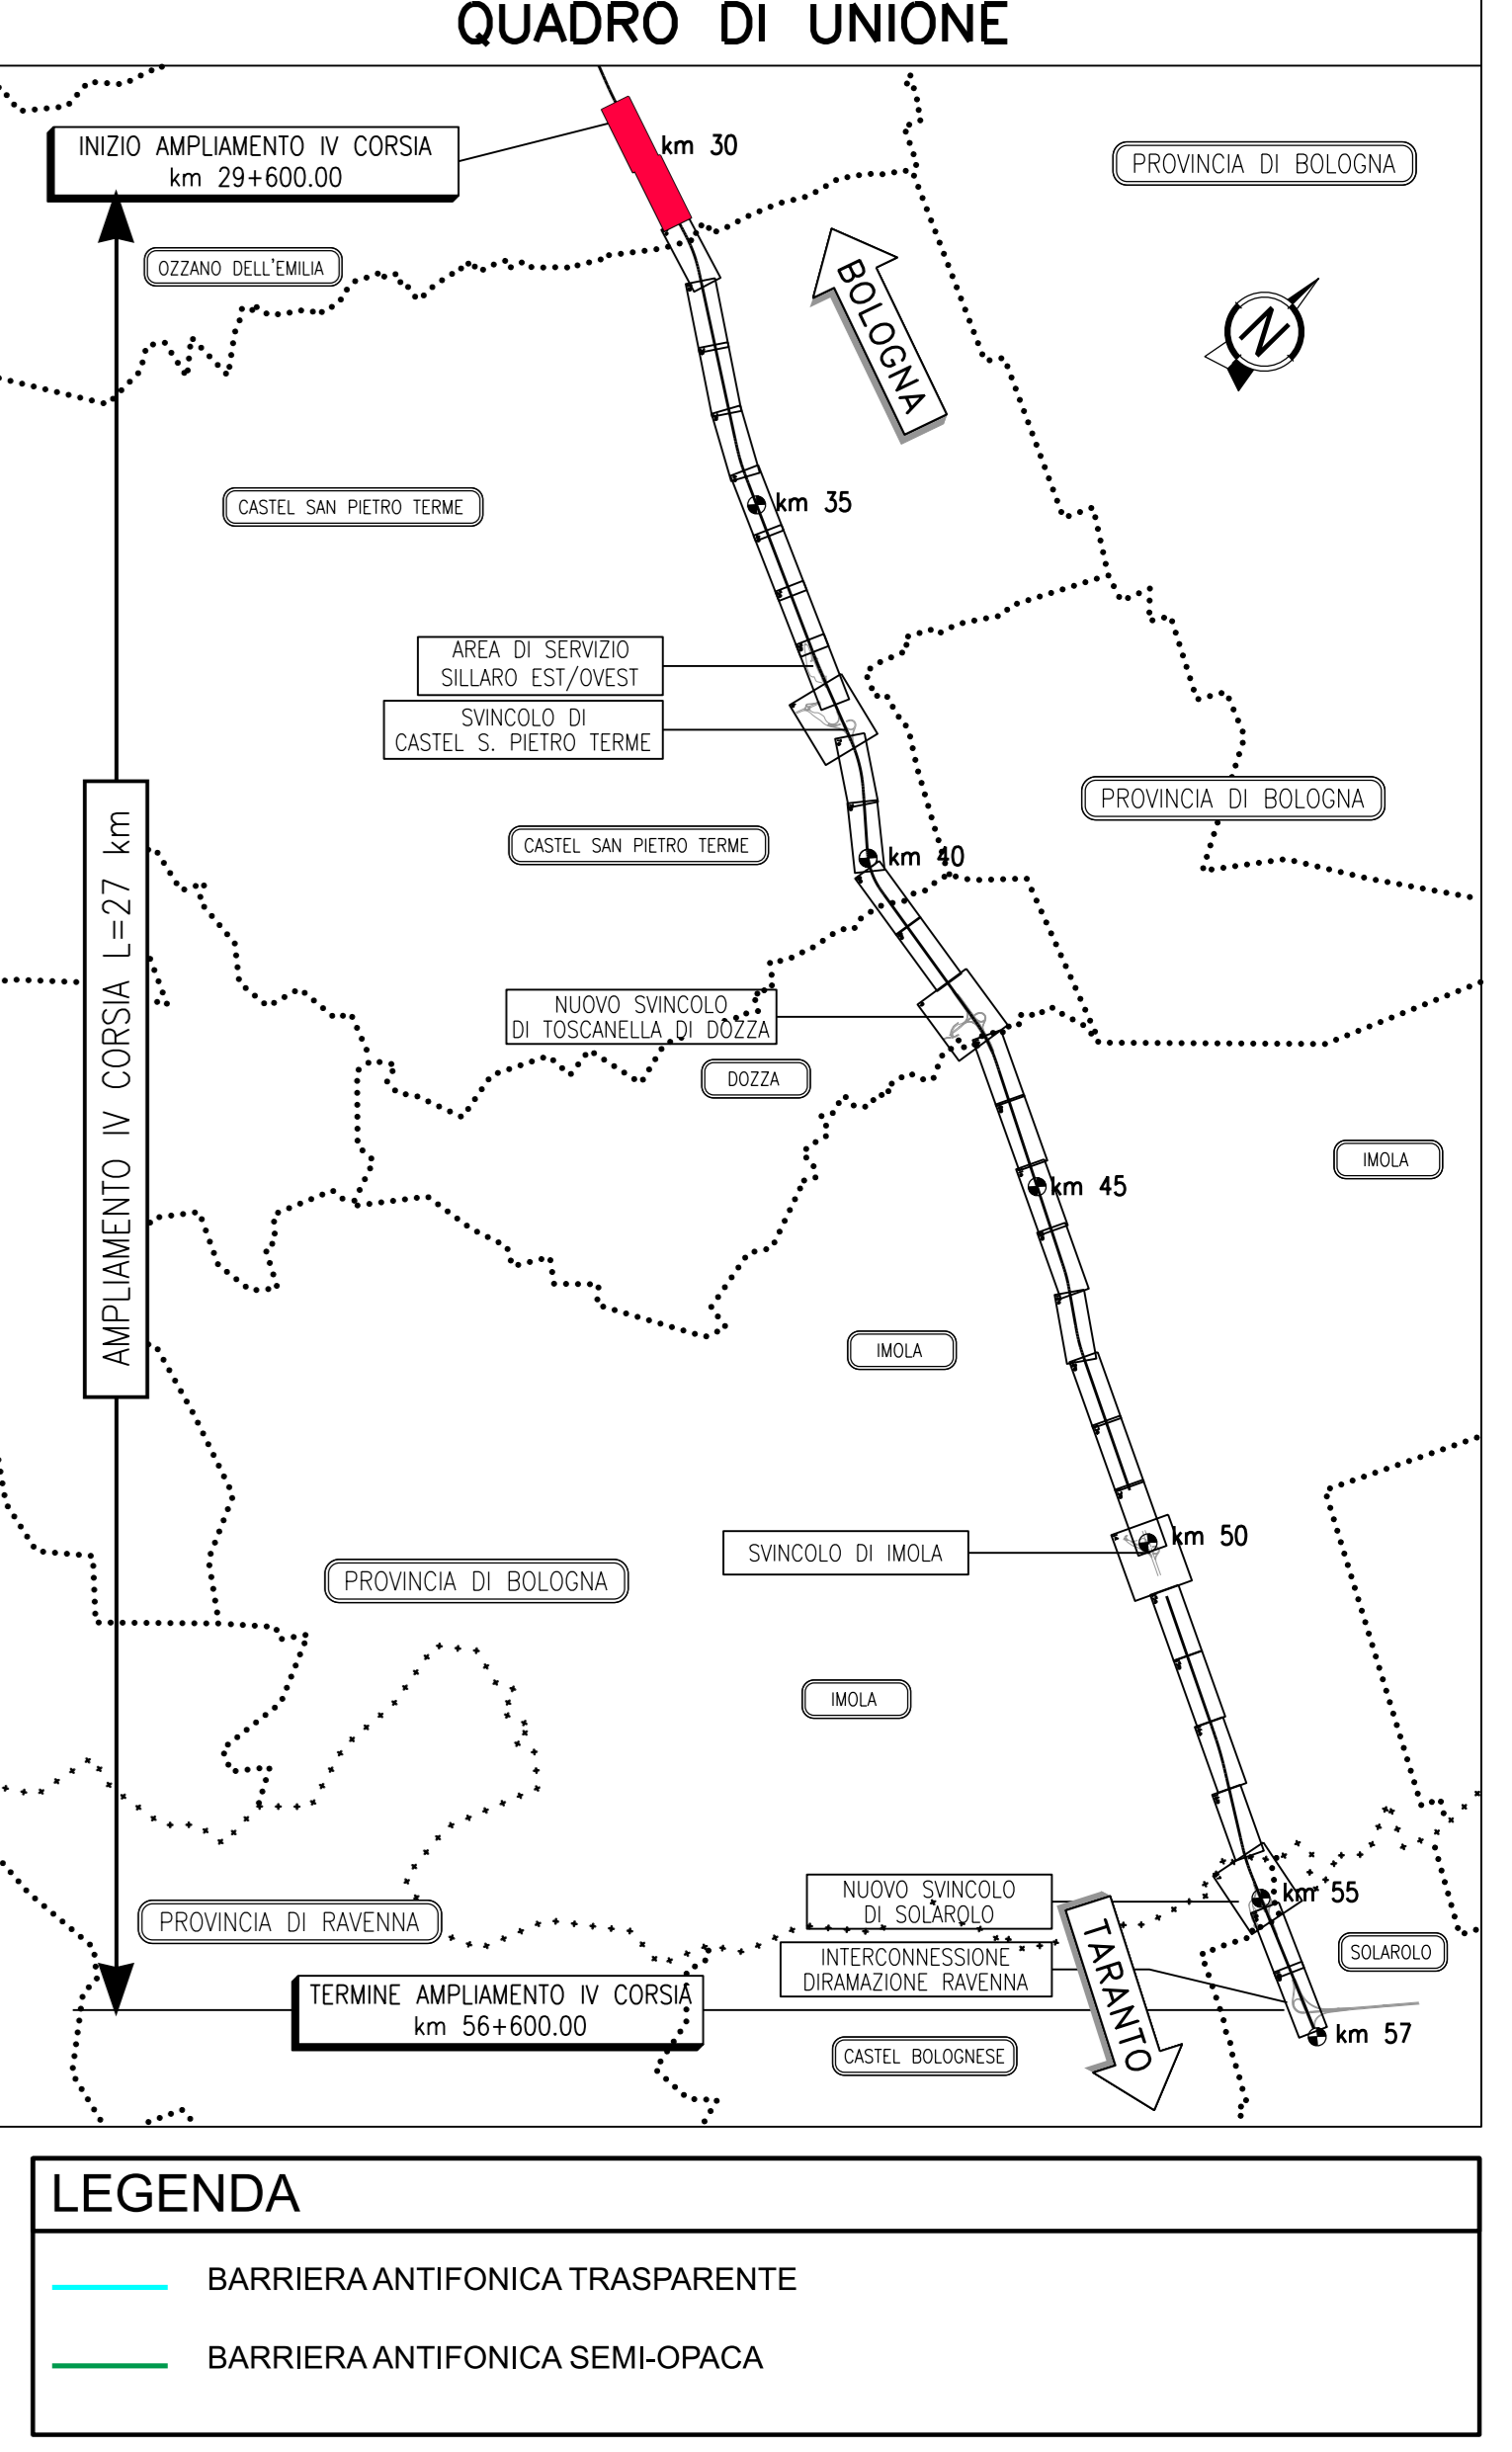 QUADRO DI UNIONE
INIZIO AMPLIAMENTO IV CORSIA
km 29+600.00
km 30
PROVINCIA DI BOLOGNA
OZZANO DELL'EMILIA
BOLOGNA
N
CASTEL SAN PIETRO TERME
km 35
AREA DI SERVIZIO
SILLARO EST/OVEST
SVINCOLO DI
CASTEL S. PIETRO TERME
PROVINCIA DI BOLOGNA
CASTEL SAN PIETRO TERME
km 40
AMPLIAMENTO IV CORSIA L=27 km
NUOVO SVINCOLO
DI TOSCANELLA DI DOZZA
DOZZA
IMOLA
km 45
IMOLA
SVINCOLO DI IMOLA
km 50
PROVINCIA DI BOLOGNA
IMOLA
NUOVO SVINCOLO
DI SOLAROLO
km 55
PROVINCIA DI RAVENNA
INTERCONNESSIONE
DIRAMAZIONE RAVENNA
TARANTO
SOLAROLO
TERMINE AMPLIAMENTO IV CORSIA
km 56+600.00
km 57
CASTEL BOLOGNESE
LEGENDA
BARRIERA ANTIFONICA TRASPARENTE
BARRIERA ANTIFONICA SEMI-OPACA